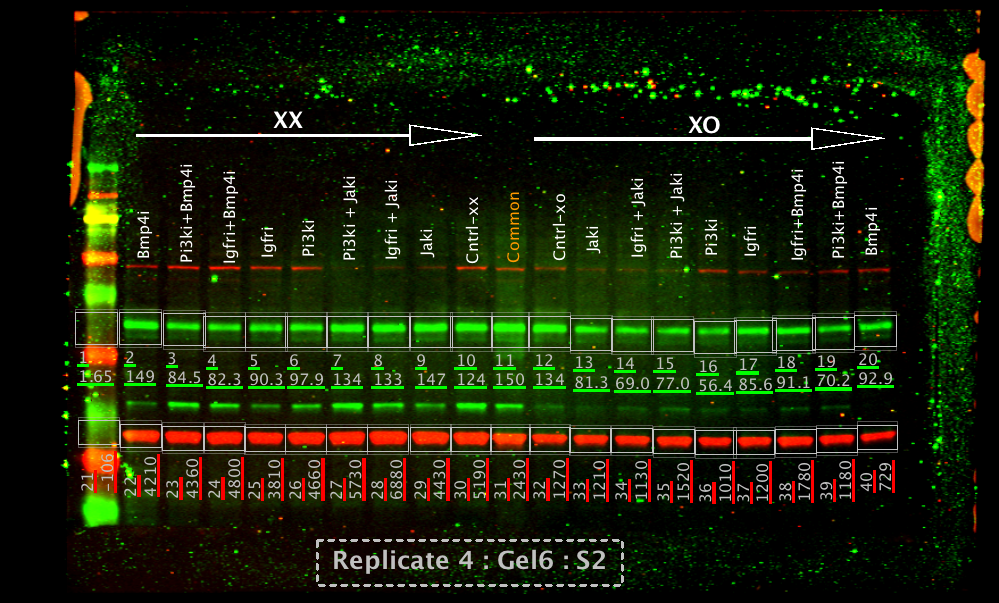 XX
XO
Bmp4i
Pi3ki+Bmp4i
Igfri+Bmp4i
Igfri
Pi3ki
Pi3ki + Jaki
Igfri + Jaki
Jaki
Cntrl-xx
Common
Cntrl-xo
Jaki
Igfri + Jaki
Pi3ki + Jaki
Pi3ki
Igfri
Igfri+Bmp4i
Pi3ki+Bmp4i
Bmp4i
1 2 3 4 5 6 7 8 9 10 11 12 13 14 15 16 17 18 19 20
1.65 149 84.5 82.3 90.3 97.9 134 133 147 124 150 134 81.3 69.0 77.0 56.4 85.6 91.1 70.2 92.9
21 -106
22 4210
23 4360
24 4800
25 3810
26 4660
27 5730
28 6880
29 4430
30 5190
31 2430
32 1270
33 1210
34 1130
35 1520
36 1010
37 1200
38 1780
39 1180
40 729
Replicate 4 : Gel6 : S2